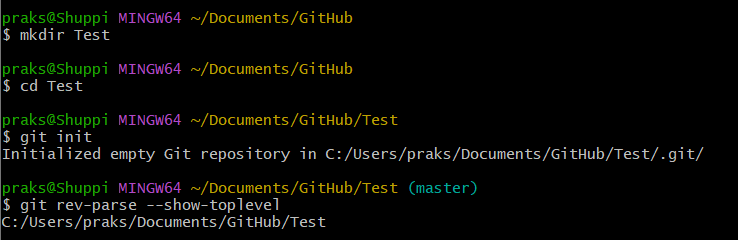 praks@Shuppi MINGW64 ~/Documents/GitHub
$ mkdir Test
praks@Shuppi MINGW64 ~/Documents/GitHub
$ cd Test
praks@Shuppi MINGW64 ~/Documents/GitHub/Test
$ git init
Initialized empty Git repository in C:/Users/praks/Documents/GitHub/Test/.git/
praks@Shuppi MINGW64 ~/Documents/GitHub/Test (master)
$ git rev-parse --show-toplevel
C:/Users/praks/Documents/GitHub/Test